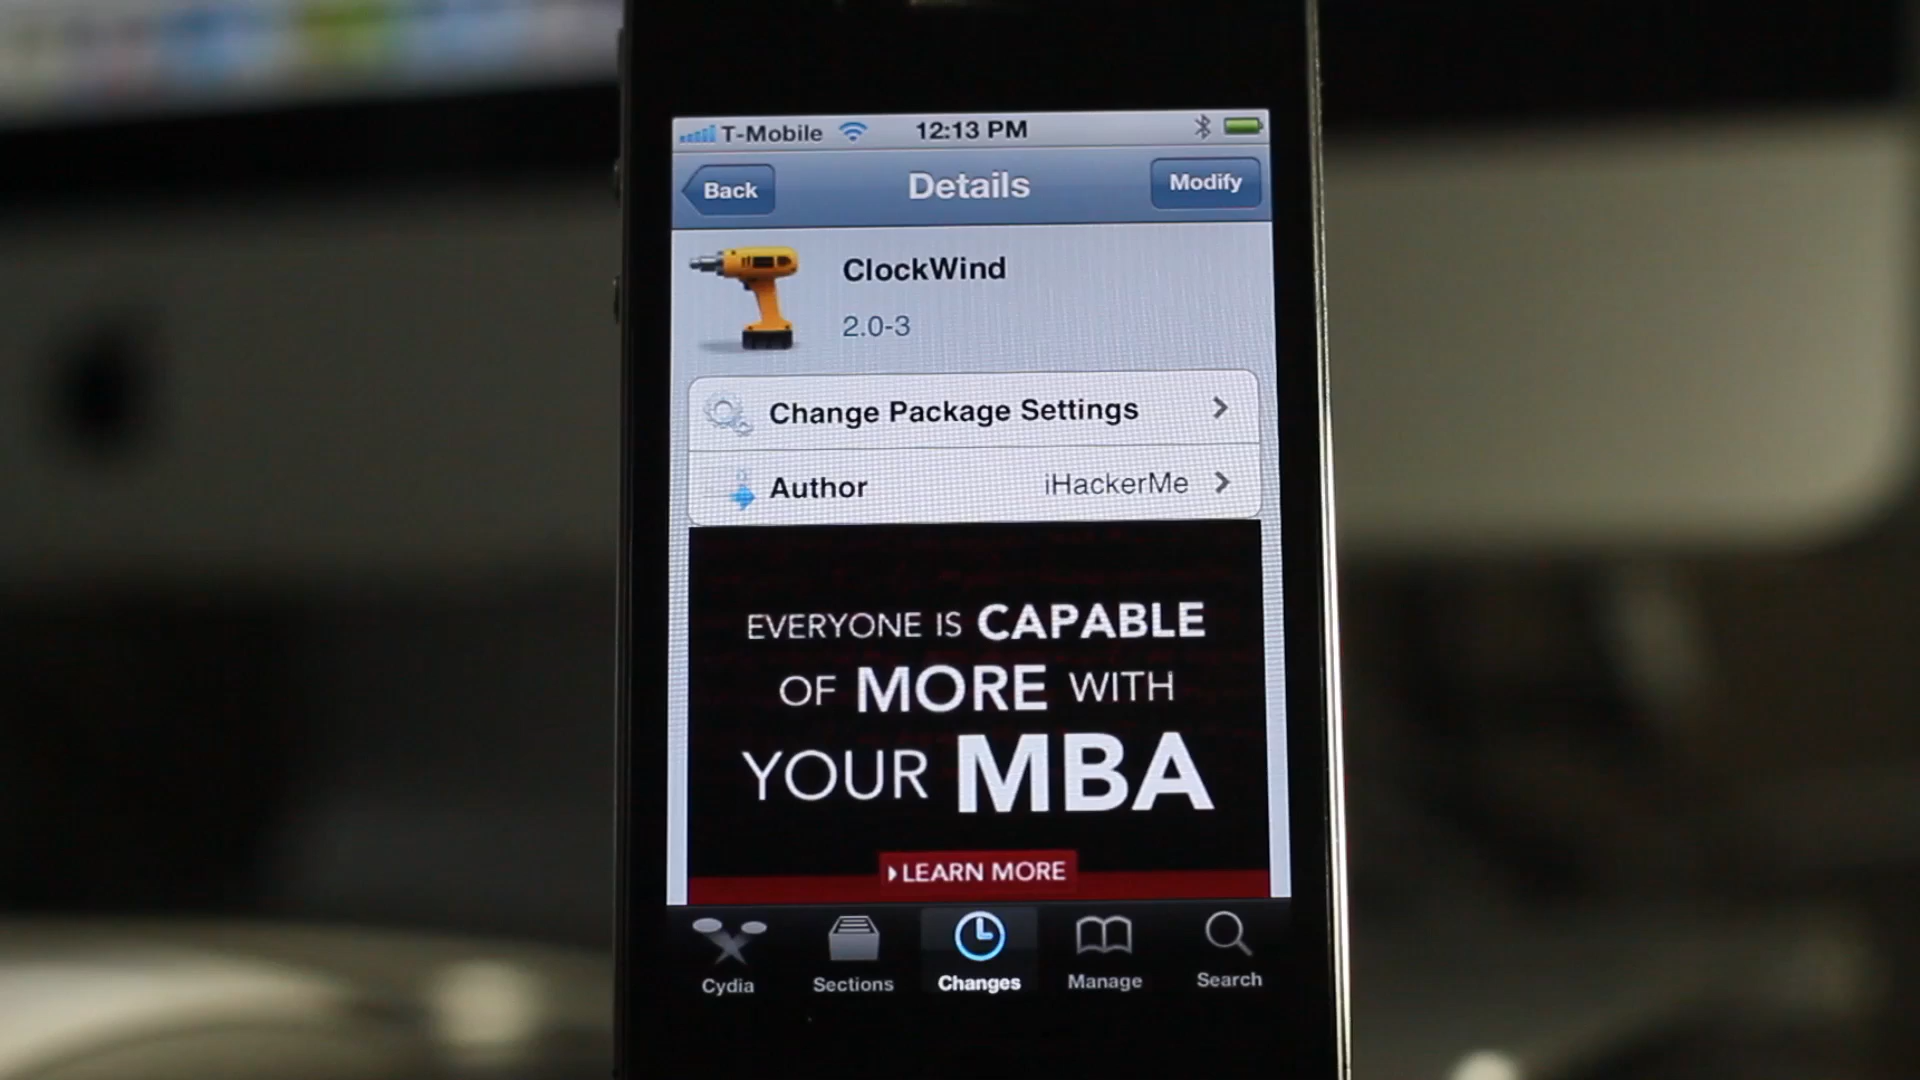 T-Mobile 12:13 PM
Back Details Modify
ClockWind
2.0-3
Change Package Settings
Author iHackerMe
EVERYONE IS CAPABLE
OF MORE WITH
YOUR MBA
LEARN MORE
Cydia Sections Changes Manage Search